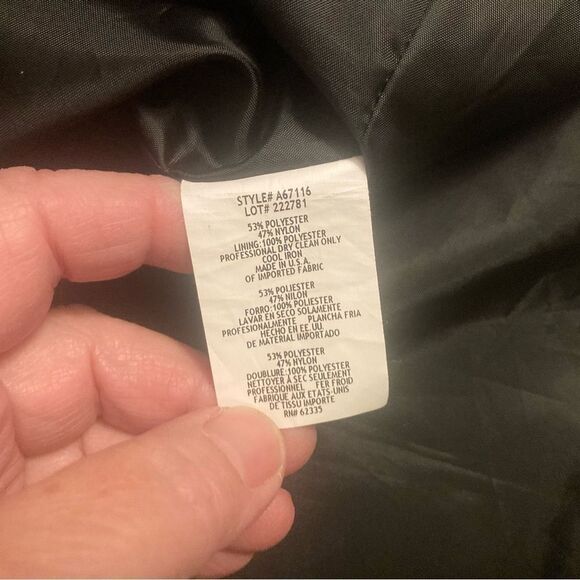 STYLE# A67116
LOT# 222781
53% POLYESTER
47% NYLON
LINING:100% POLYESTER
PROFESSIONAL DRY CLEAN ONLY
COOL IRON
MADE IN U.S.A.
OF IMPORTED FABRIC
53% POLIESTER
47% NILON
FORRO:100% POLIESTER
LAVAR EN SECO SOLAMENTE
PROFESIONALMENTE PLANCHA FRIA
HECHO EN EE.UU.
DE MATERIAL IMPORTADO
53% POLYESTER
47% NYLON
DOUBLURE:100% POLYESTER
NETTOYER À SEC SEULEMENT
PROFESSIONNEL FER FROID
FABRIQUE AUX ETATS-UNIS
DE TISSU IMPORTE
RN# 62335